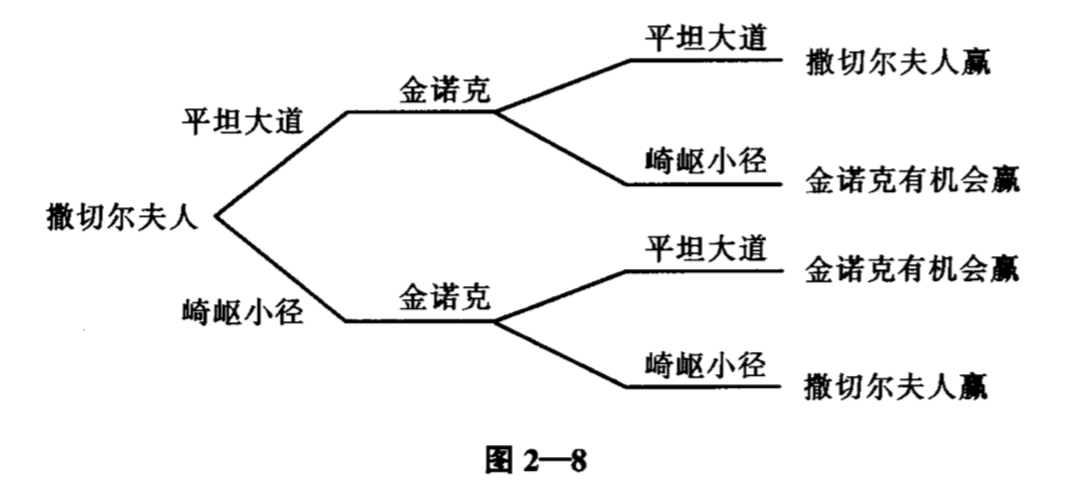 平坦大道
撒切尔夫人赢
金诺克
平坦大道
崎岖小径
金诺克有机会赢
撒切尔夫人
平坦大道
金诺克有机会赢
金诺克
崎岖小径
崎岖小径
撒切尔夫人赢
图 2—8